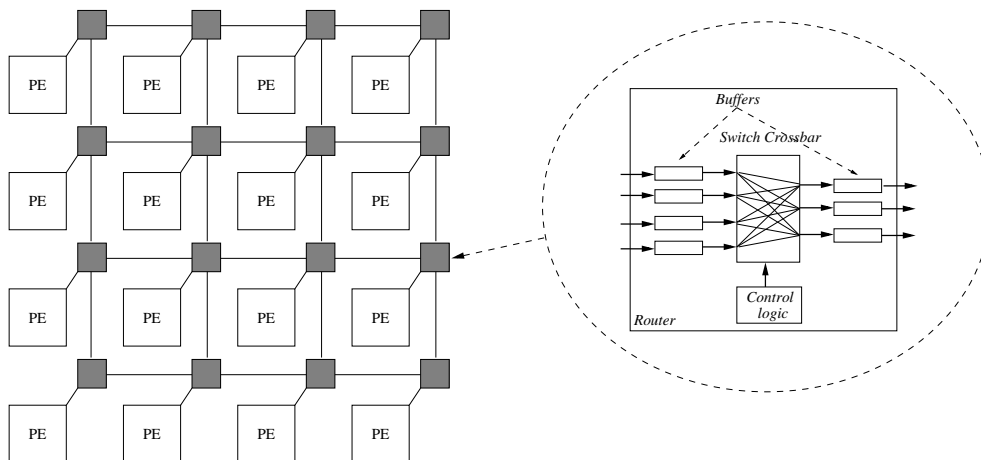 PE PE PE PE
PE PE PE PE
PE PE PE PE
PE PE PE PE
Buffers
Switch Crossbar
Control
logic
Router